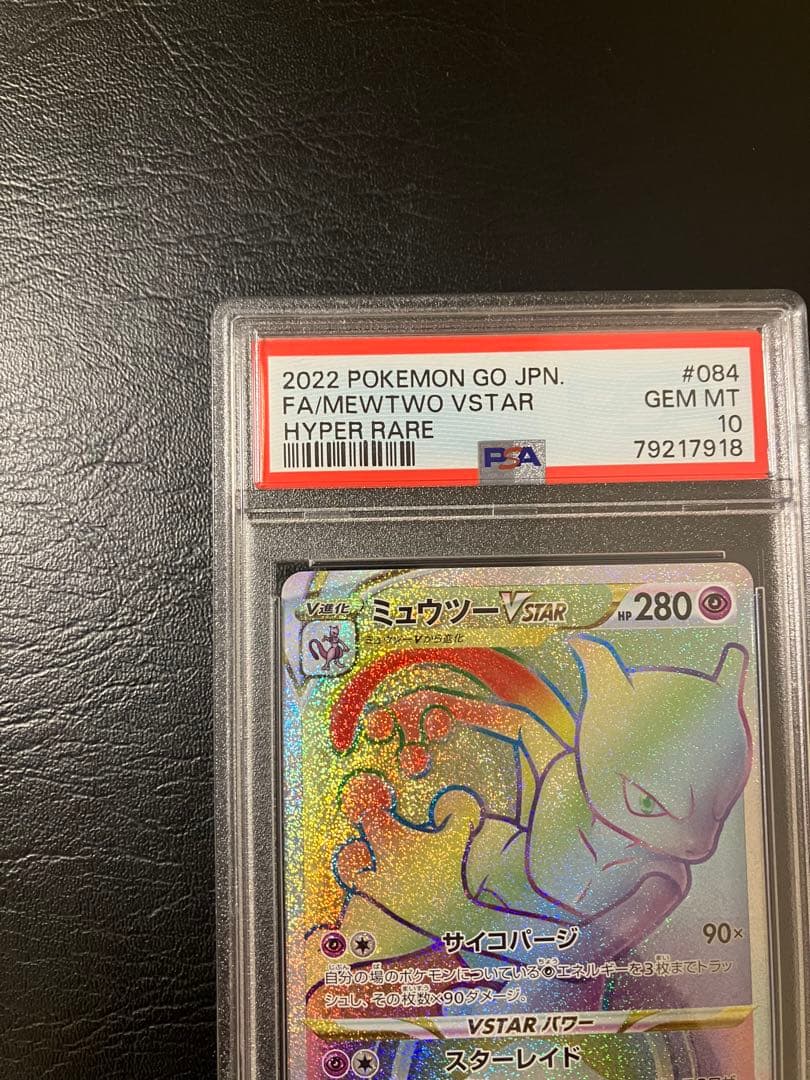 2022 POKEMON GO JPN. #084
FA/MEWTWO VSTAR GEM MT
HYPER RARE 10
PSA 79217918
V進化 ミュウツーVSTAR HP280
ミュウツーVから進化
サイコパージ 90×
自分の場のポケモンについている エネルギーを3枚までトラッ
シュし、その枚数×90ダメージ。
VSTARパワー
スターレイド